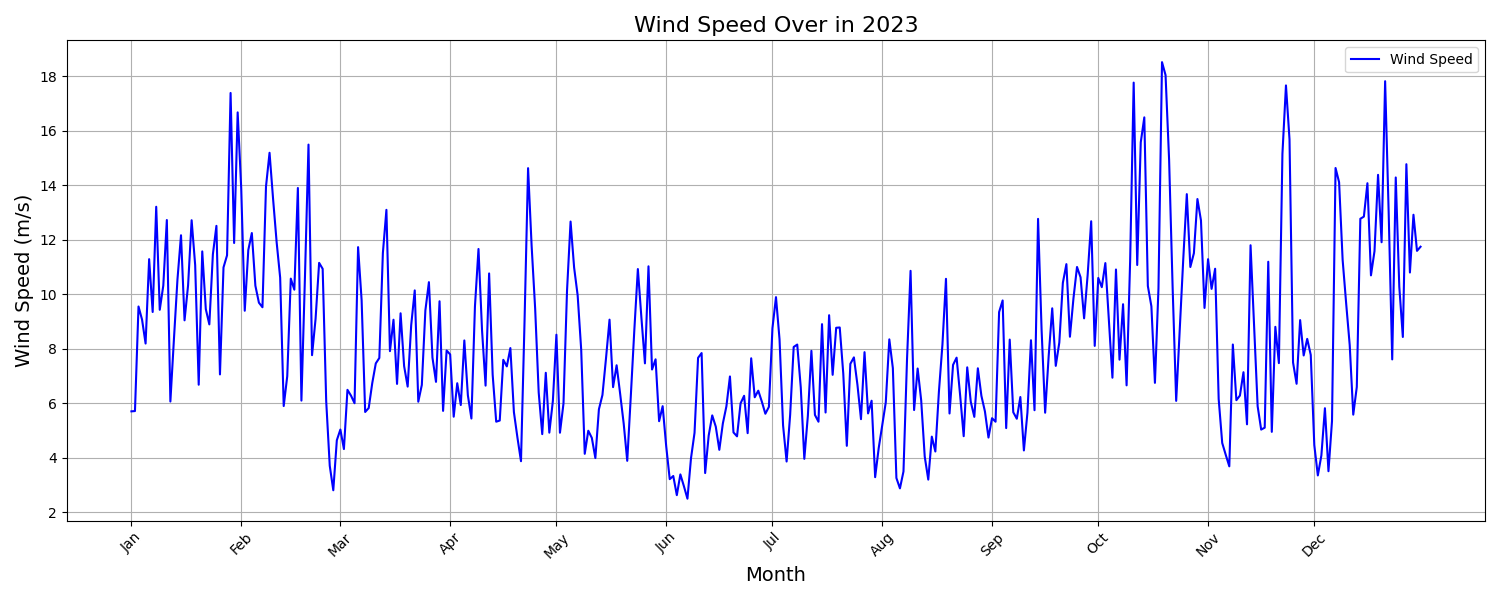 Wind Speed Over in 2023
Wind Speed
Wind Speed (m/s)
18
16
14
12
10
8
6
4
2
Jan
Feb
Mar
Apr
May
Jun
Jul
Aug
Sep
Oct
Nov
Dec
Month